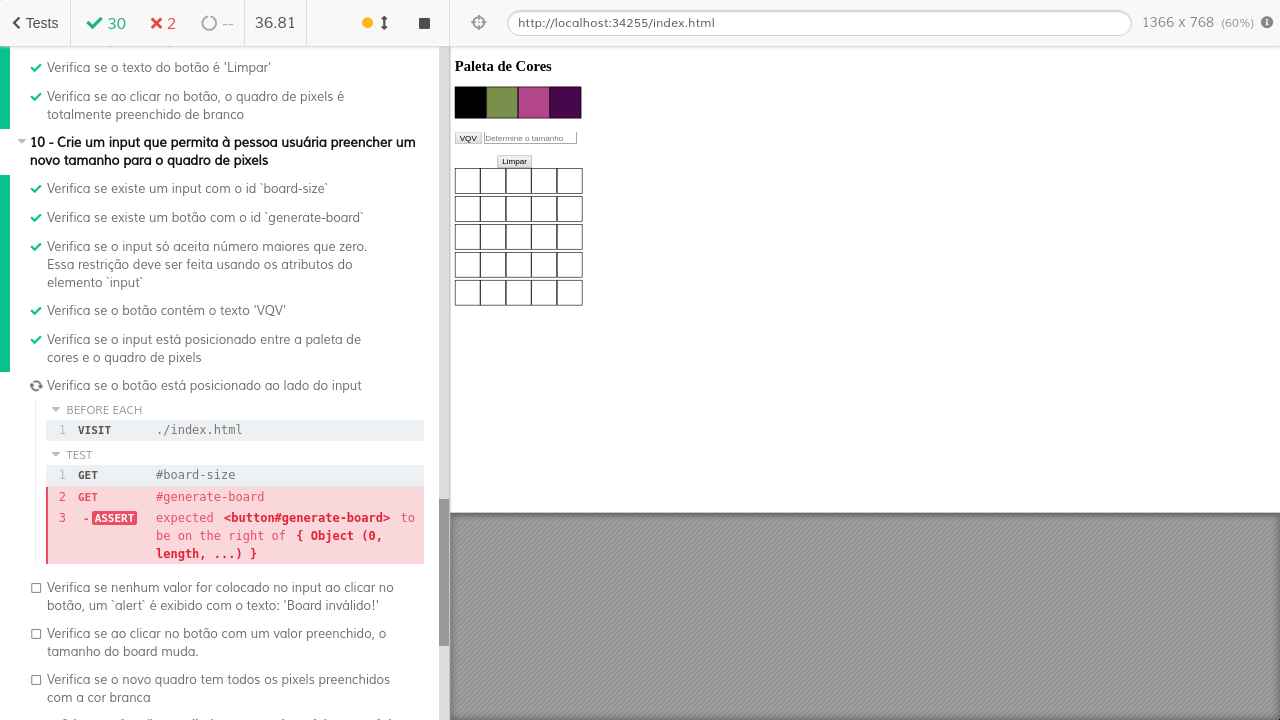 Tests 30 2 -- 36.81 http://localhost:34255/index.html 1366 x 768 (60%)
Verifica se o texto do botão é 'Limpar'
Verifica se ao clicar no botão, o quadro de pixels é
totalmente preenchido de branco
10 - Crie um input que permita à pessoa usuária preencher um
novo tamanho para o quadro de pixels
Verifica se existe um input com o id `board-size`
Verifica se existe um botão com o id `generate-board`
Verifica se o input só aceita número maiores que zero.
Essa restrição deve ser feita usando os atributos do
elemento `input`
Verifica se o botão contém o texto 'VQV'
Verifica se o input está posicionado entre a paleta de
cores e o quadro de pixels
Verifica se o botão está posicionado ao lado do input
BEFORE EACH
1 VISIT ./index.html
TEST
1 GET #board-size
2 GET #generate-board
3 -ASSERT expected <button#generate-board> to
be on the right of { Object (0,
length, ...) }
Verifica se nenhum valor for colocado no input ao clicar no
botão, um `alert` é exibido com o texto: 'Board inválido!'
Verifica se ao clicar no botão com um valor preenchido, o
tamanho do board muda.
Verifica se o novo quadro tem todos os pixels preenchidos
com a cor branca
Paleta de Cores
VQV Determine o tamanho
Limpar